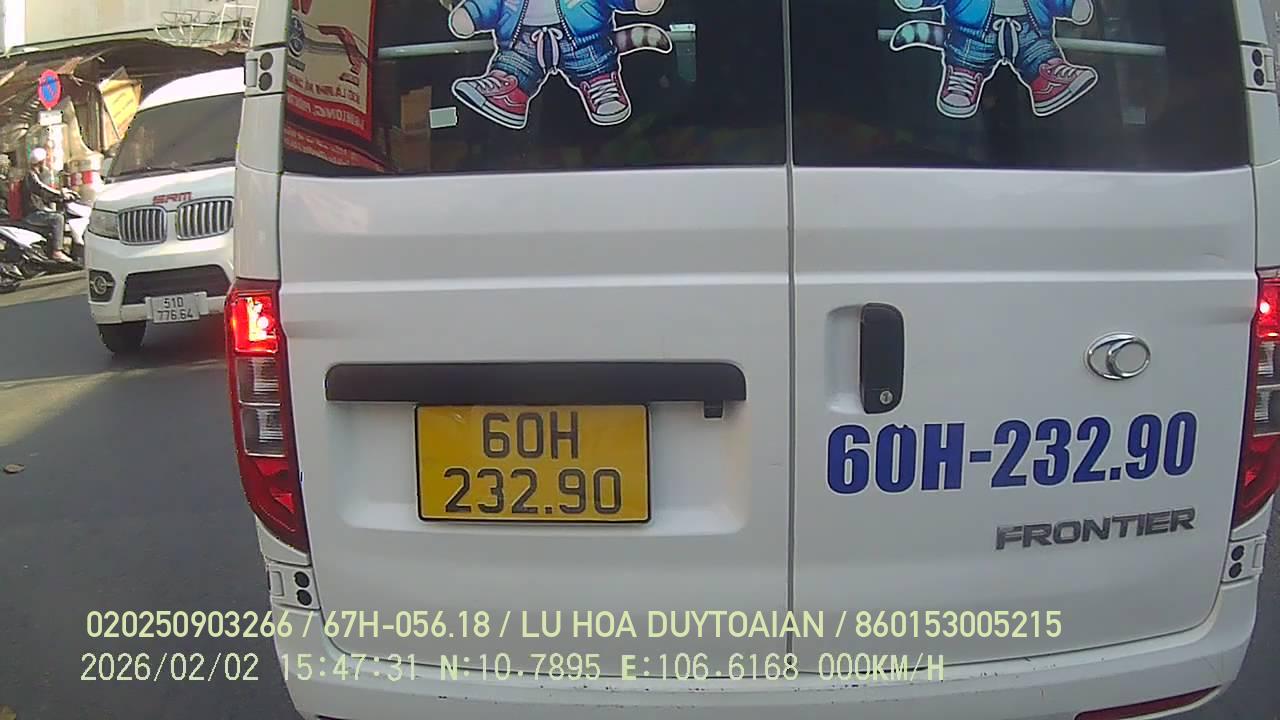 SRM
51D
776.64
60H
232.90
60H-232.90
FRONTIER
020250903266 / 67H-056.18 / LU HOA DUYTOAIAN / 860153005215
2026/02/02 15:47:31 N:10.7895 E:106.6168 000KM/H